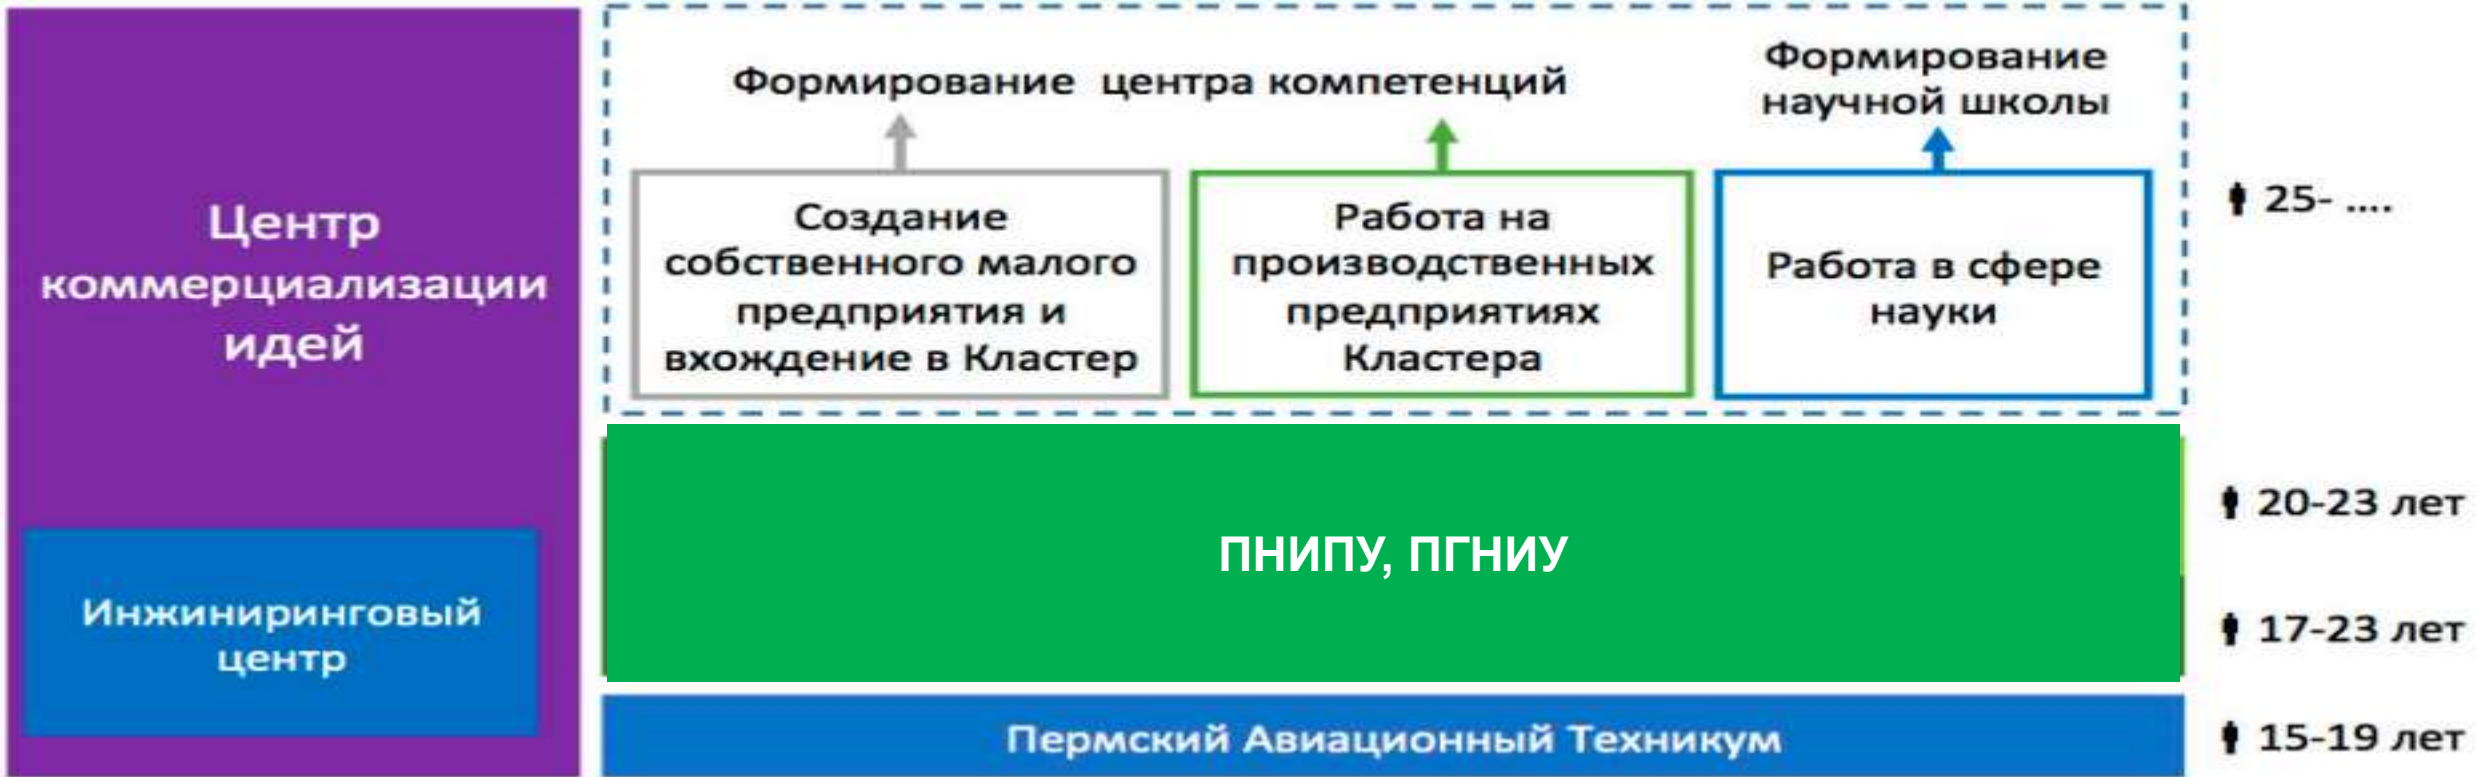 Центр
коммерциализации
идей
Инжиниринговый
центр
Формирование центра компетенций
Формирование
научной школы
Создание
собственного малого
предприятия и
вхождение в Кластер
Работа на
производственных
предприятиях
Кластера
Работа в сфере
науки
25- ....
ПНИПУ, ПГНИУ
20-23 лет
17-23 лет
Пермский Авиационный Техникум
15-19 лет